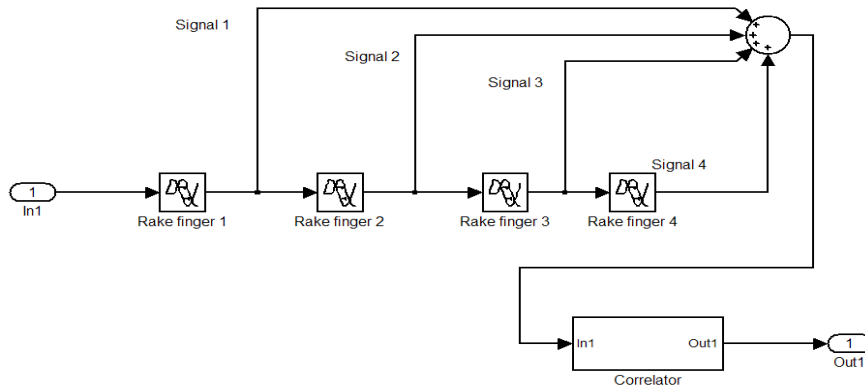 Signal 1
+
+
+
+
Signal 2
Signal 3
Signal 4
1
In1
Rake finger 1
Rake finger 2
Rake finger 3
Rake finger 4
In1
Out1
Correlator
1
Out1